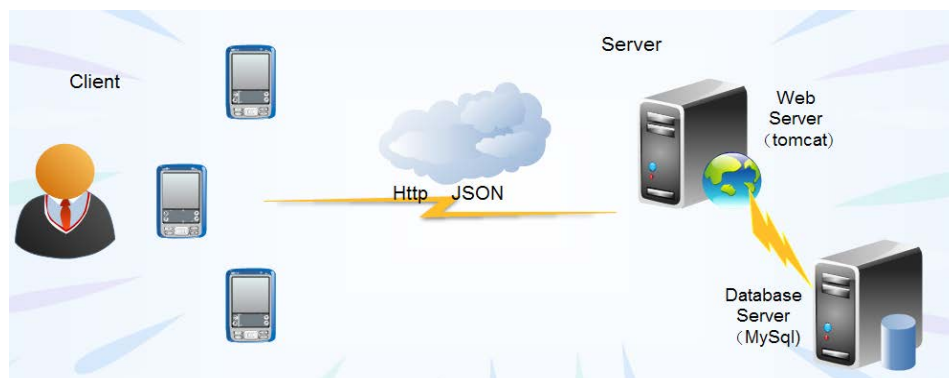 Client
Server
Web
Server
（tomcat）
Http JSON
Database
Server
（MySql）